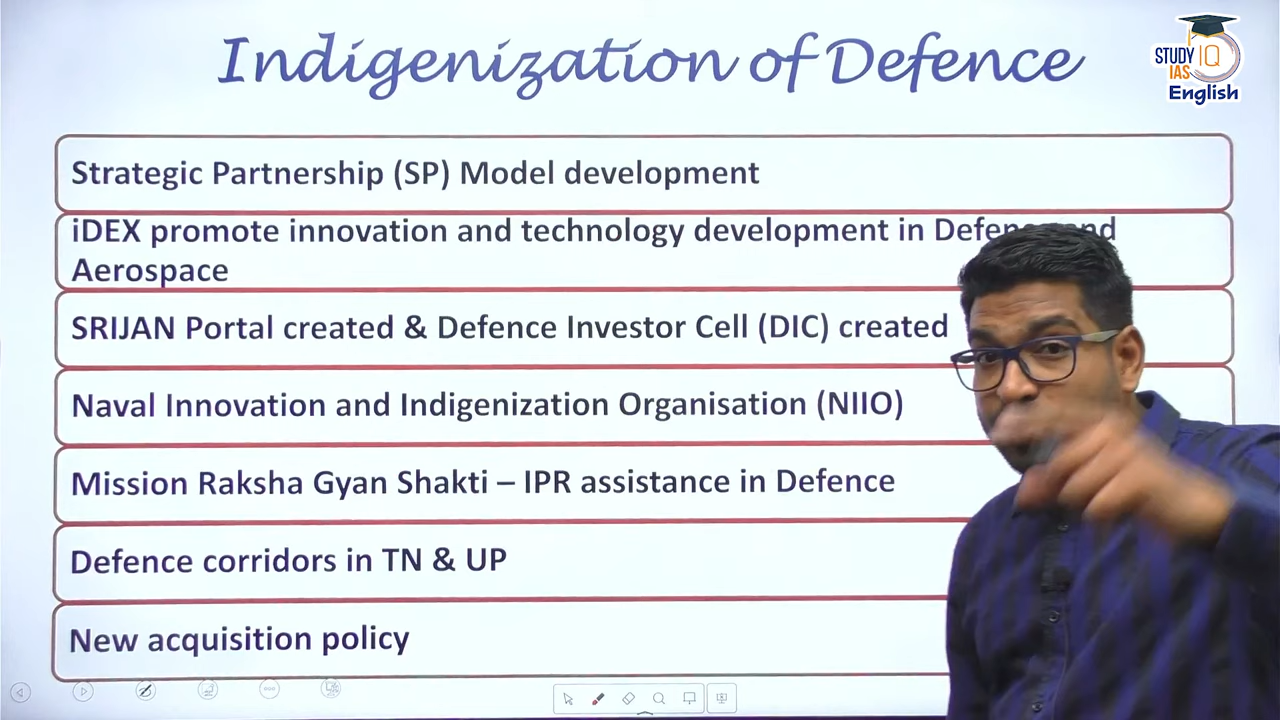 Indigenization of Defence
STUDY IQ
IAS
English
Strategic Partnership (SP) Model development
iDEX promote innovation and technology development in Defence and
Aerospace
SRIJAN Portal created & Defence Investor Cell (DIC) created
Naval Innovation and Indigenization Organisation (NIIO)
Mission Raksha Gyan Shakti – IPR assistance in Defence
Defence corridors in TN & UP
New acquisition policy